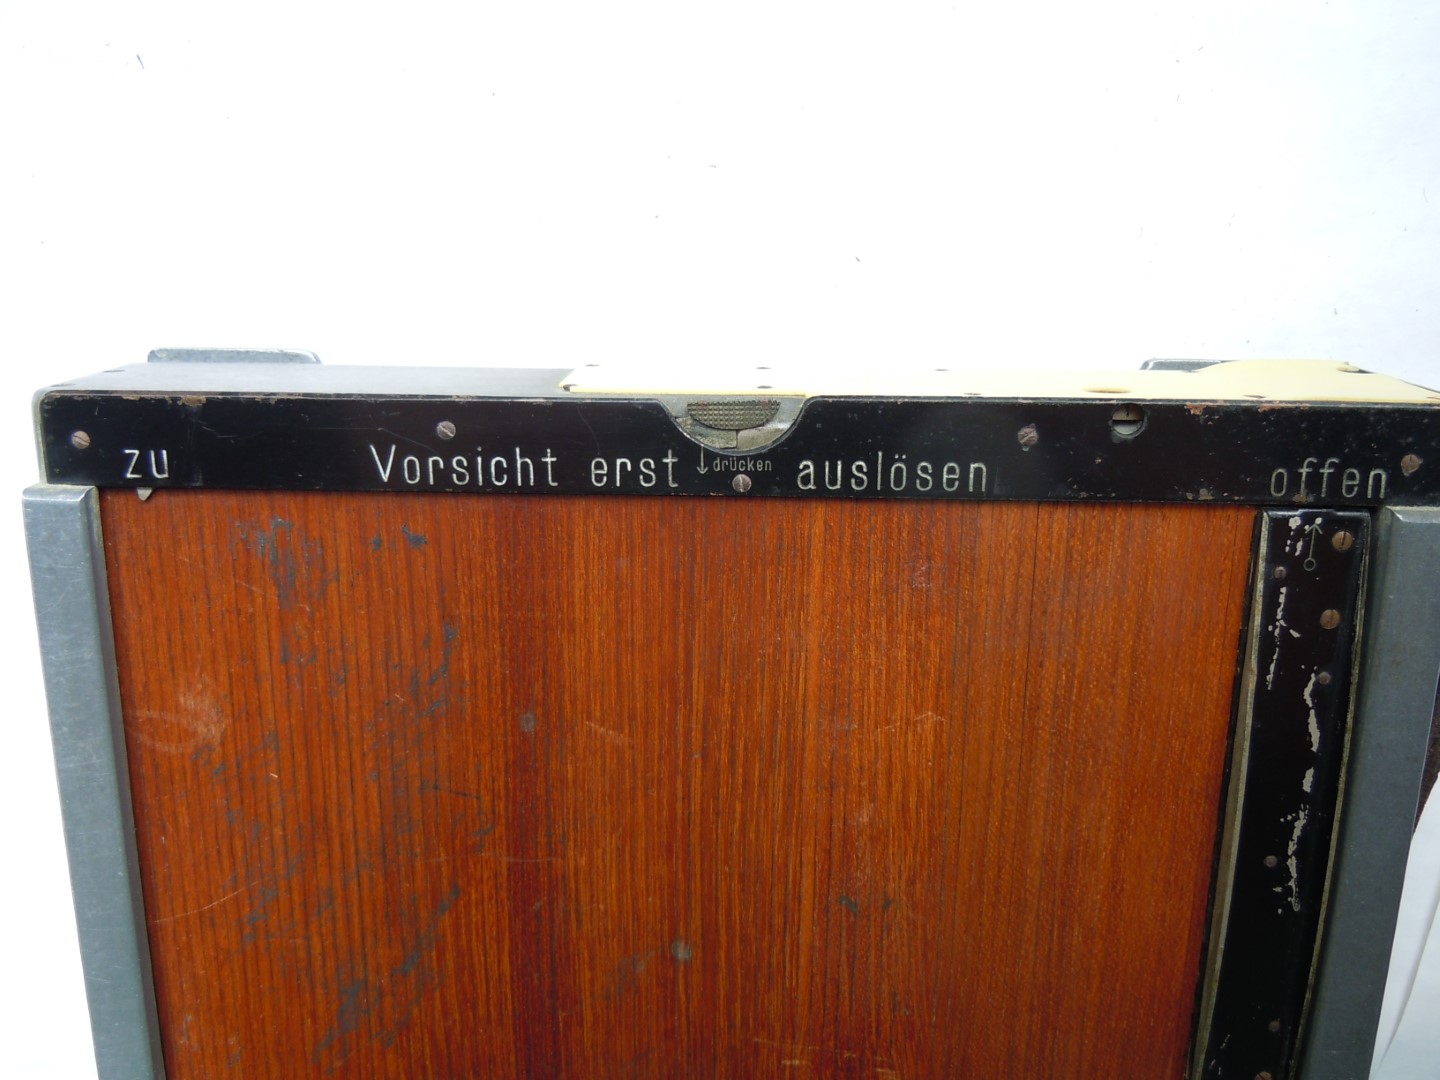 zu Vorsicht erst ↓ drücken auslösen offen